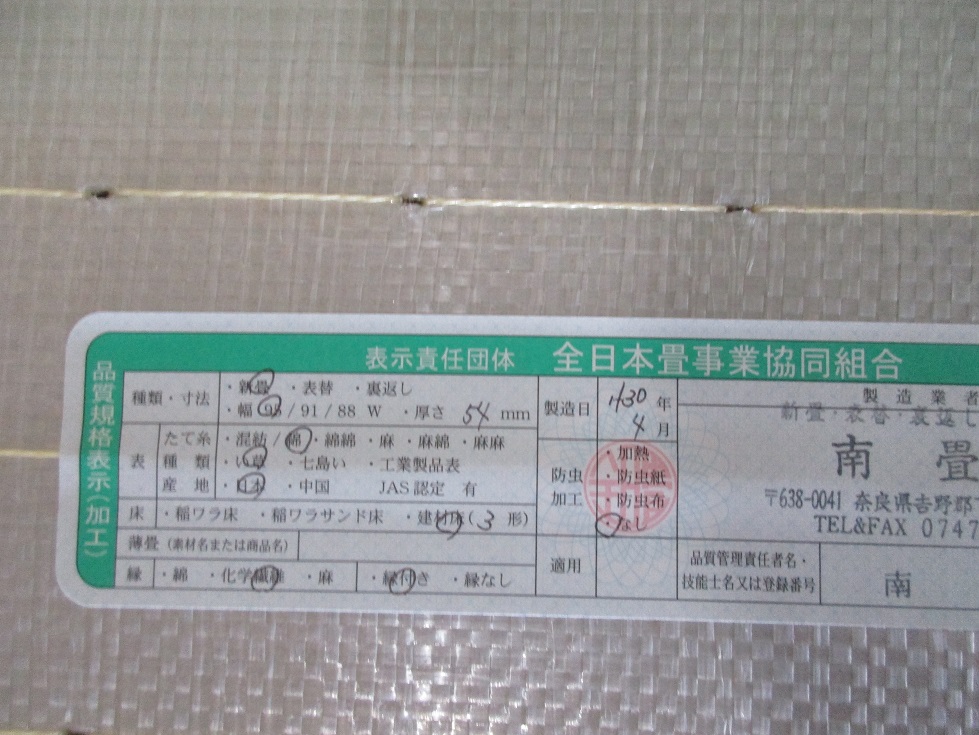 表示責任団体 全日本畳事業協同組合
品質規格表示(加工)
種類・寸法 ・新畳 ・表替 ・裏返し
・幅 95 / 91 / 88 W ・厚さ 54 mm
製造日 H30年
4月
表 たて糸 ・混紡 / 綿 ・綿綿 ・麻 ・麻綿 ・麻麻
種類 ・い草 ・七島い ・工業製品表
産地 ・日本 ・中国 JAS認定 有
床 ・稲ワラ床 ・稲ワラサンド床 ・建材床(3 形)
薄畳 (素材名または商品名)
縁 ・綿 ・化学繊維 ・麻 ・縁付き ・縁なし
防虫加工 ・加熱
・防虫紙
・防虫布
・なし
適用
製造業者
新畳・表替・裏返し
南 畳
〒638-0041 奈良県吉野郡
TEL&FAX 0747
品質管理責任者名・
技能士名又は登録番号
南